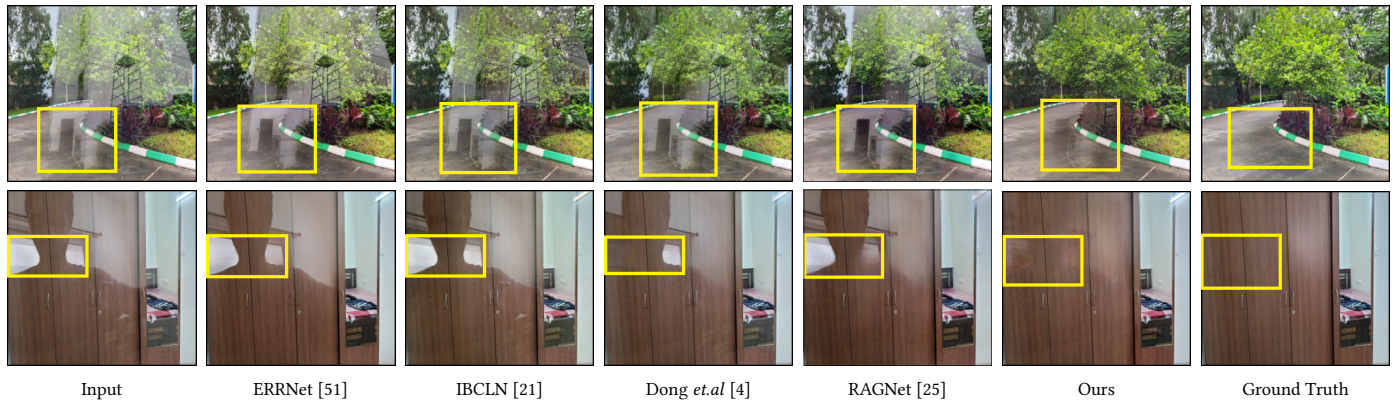 Input ERRNet [51] IBCLN [21] Dong et.al [4] RAGNet [25] Ours Ground Truth